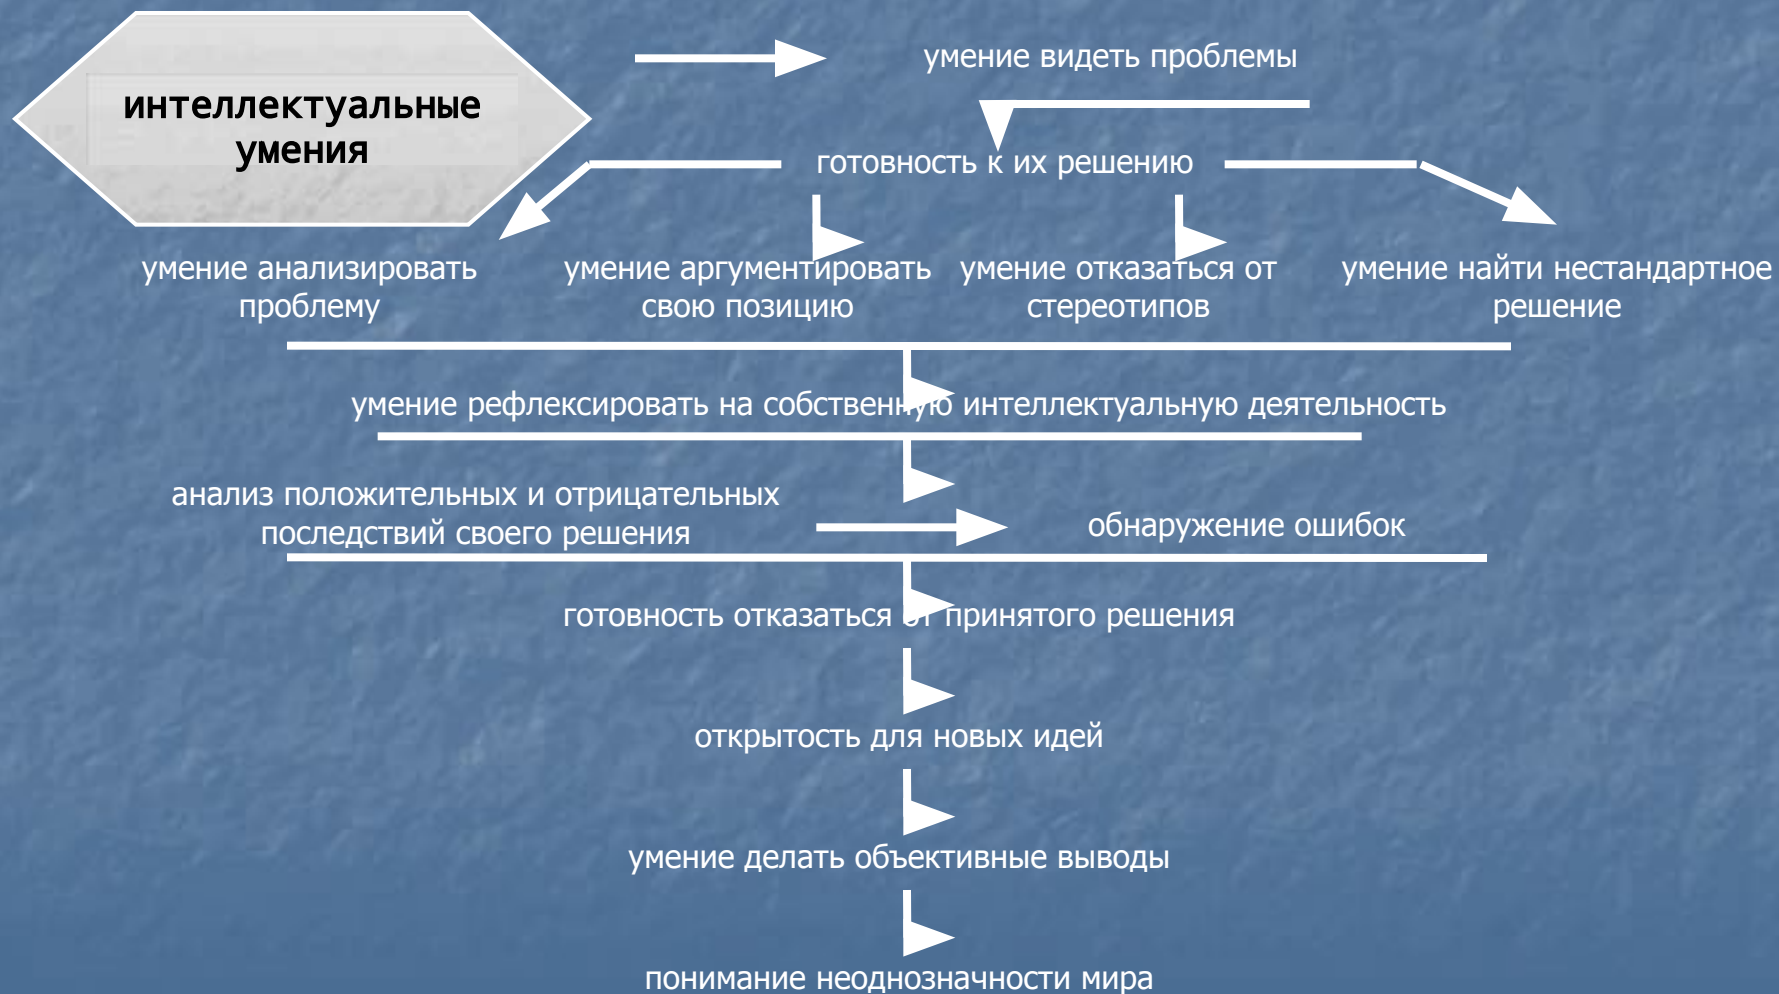 интеллектуальные
умения
умение видеть проблемы
готовность к их решению
умение анализировать
проблему
умение аргументировать
свою позицию
умение отказаться от
стереотипов
умение найти нестандартное
решение
умение рефлексировать на собственную интеллектуальную деятельность
анализ положительных и отрицательных
последствий своего решения
обнаружение ошибок
готовность отказаться от принятого решения
открытость для новых идей
умение делать объективные выводы
понимание неоднозначности мира